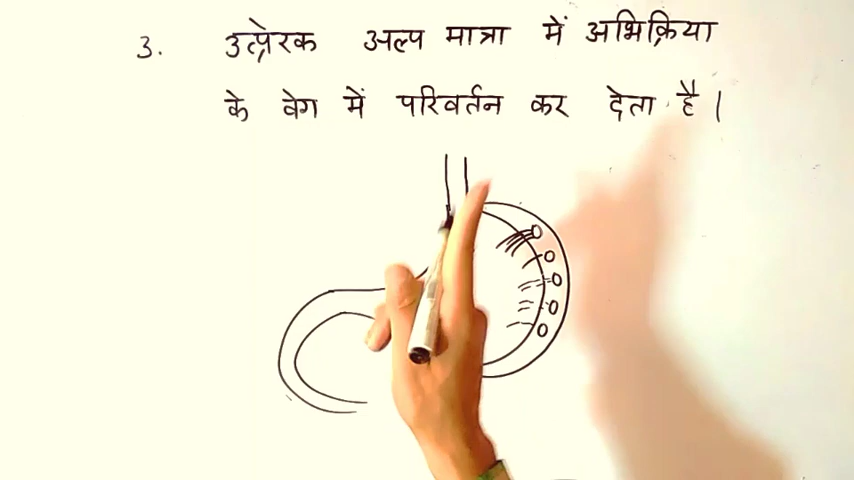 3. उत्प्रेरक अल्प मात्रा में अभिक्रिया
के वेग में परिवर्तन कर देता है।